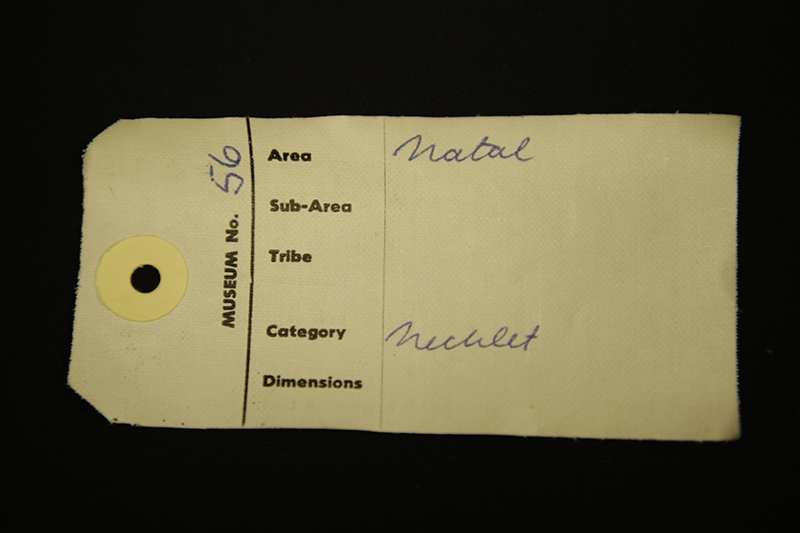 MUSEUM No. 56
Area Natal
Sub-Area
Tribe
Category Necklet
Dimensions